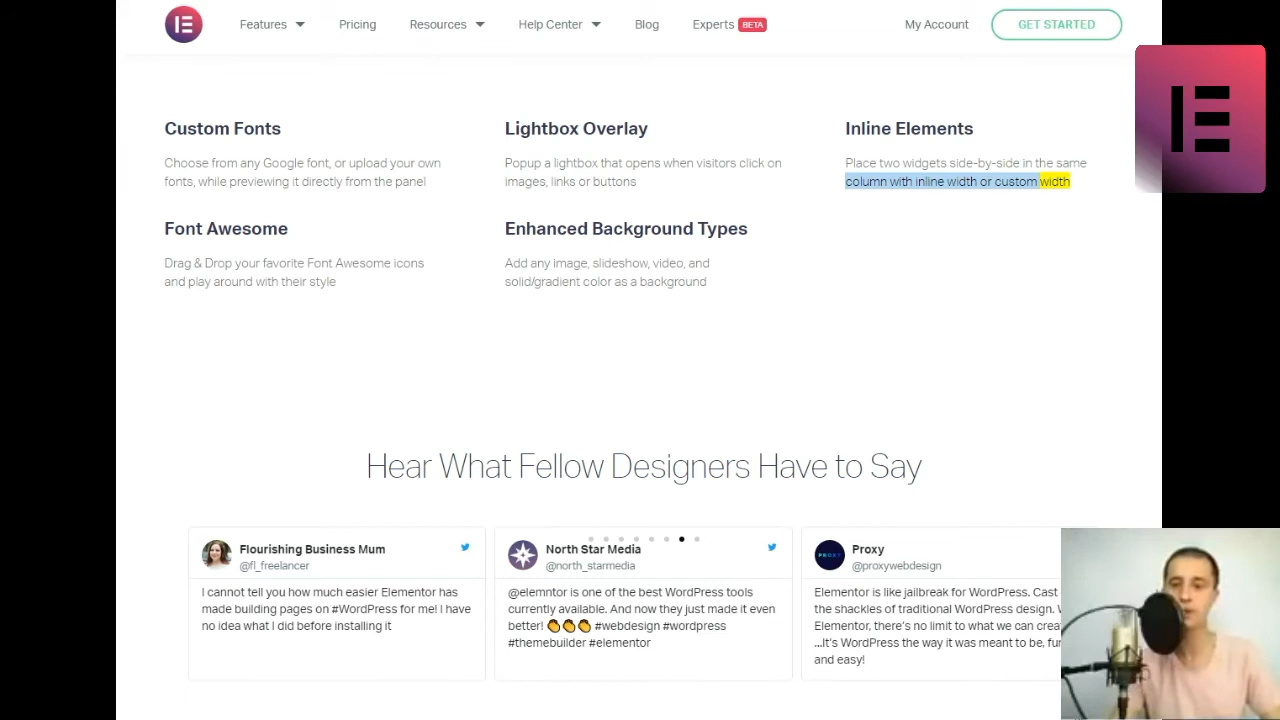 Features Pricing Resources Help Center Blog Experts BETA My Account GET STARTED
Custom Fonts
Choose from any Google font, or upload your own
fonts, while previewing it directly from the panel
Lightbox Overlay
Popup a lightbox that opens when visitors click on
images, links or buttons
Inline Elements
Place two widgets side-by-side in the same
column with inline width or custom width
Font Awesome
Drag & Drop your favorite Font Awesome icons
and play around with their style
Enhanced Background Types
Add any image, slideshow, video, and
solid/gradient color as a background
Hear What Fellow Designers Have to Say
Flourishing Business Mum
@fl_freelancer
I cannot tell you how much easier Elementor has
made building pages on #WordPress for me! I have
no idea what I did before installing it
North Star Media
@north_starmedia
@elemntor is one of the best WordPress tools
currently available. And now they just made it even
better! 👏👏👏 #webdesign #wordpress
#themebuilder #elementor
PROXY
Proxy
@proxywebdesign
Elementor is like jailbreak for WordPress. Cast
the shackles of traditional WordPress design.
Elementor, there's no limit to what we can
...It's WordPress the way it was meant to be,
and easy!